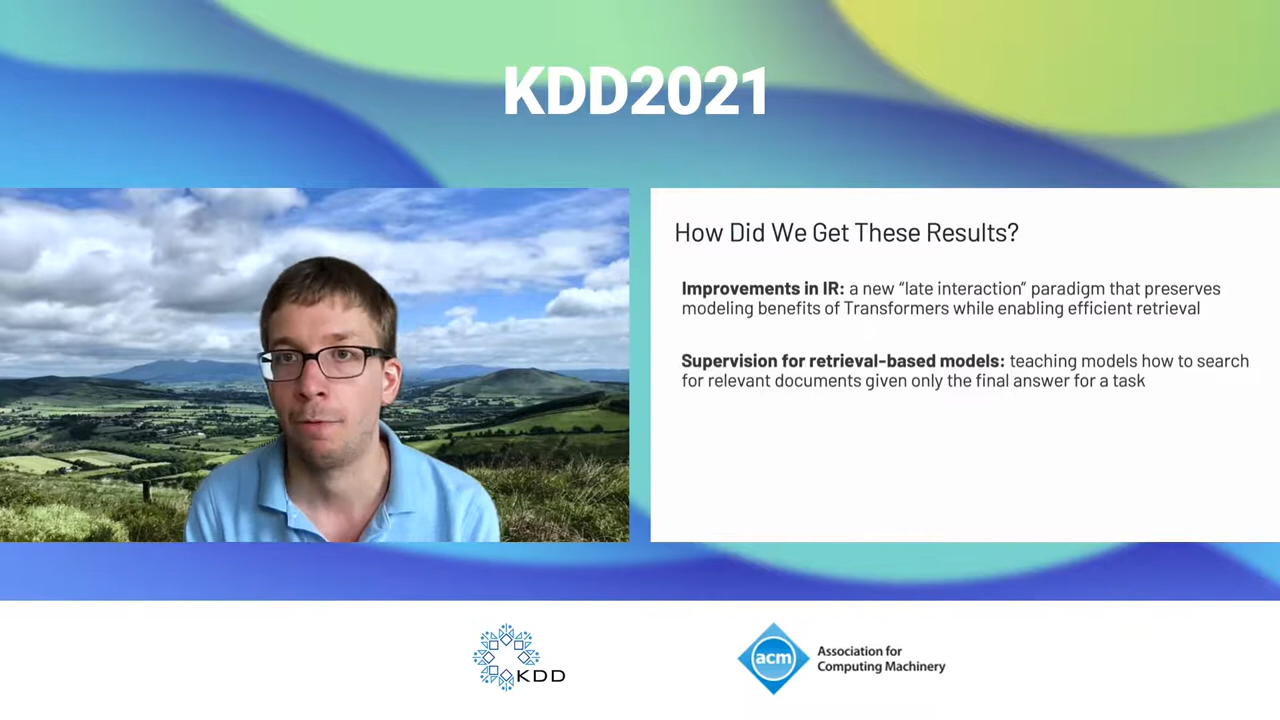 KDD2021
How Did We Get These Results?
Improvements in IR: a new “late interaction” paradigm that preserves
modeling benefits of Transformers while enabling efficient retrieval
Supervision for retrieval-based models: teaching models how to search
for relevant documents given only the final answer for a task
KDD
acm
Association for
Computing Machinery